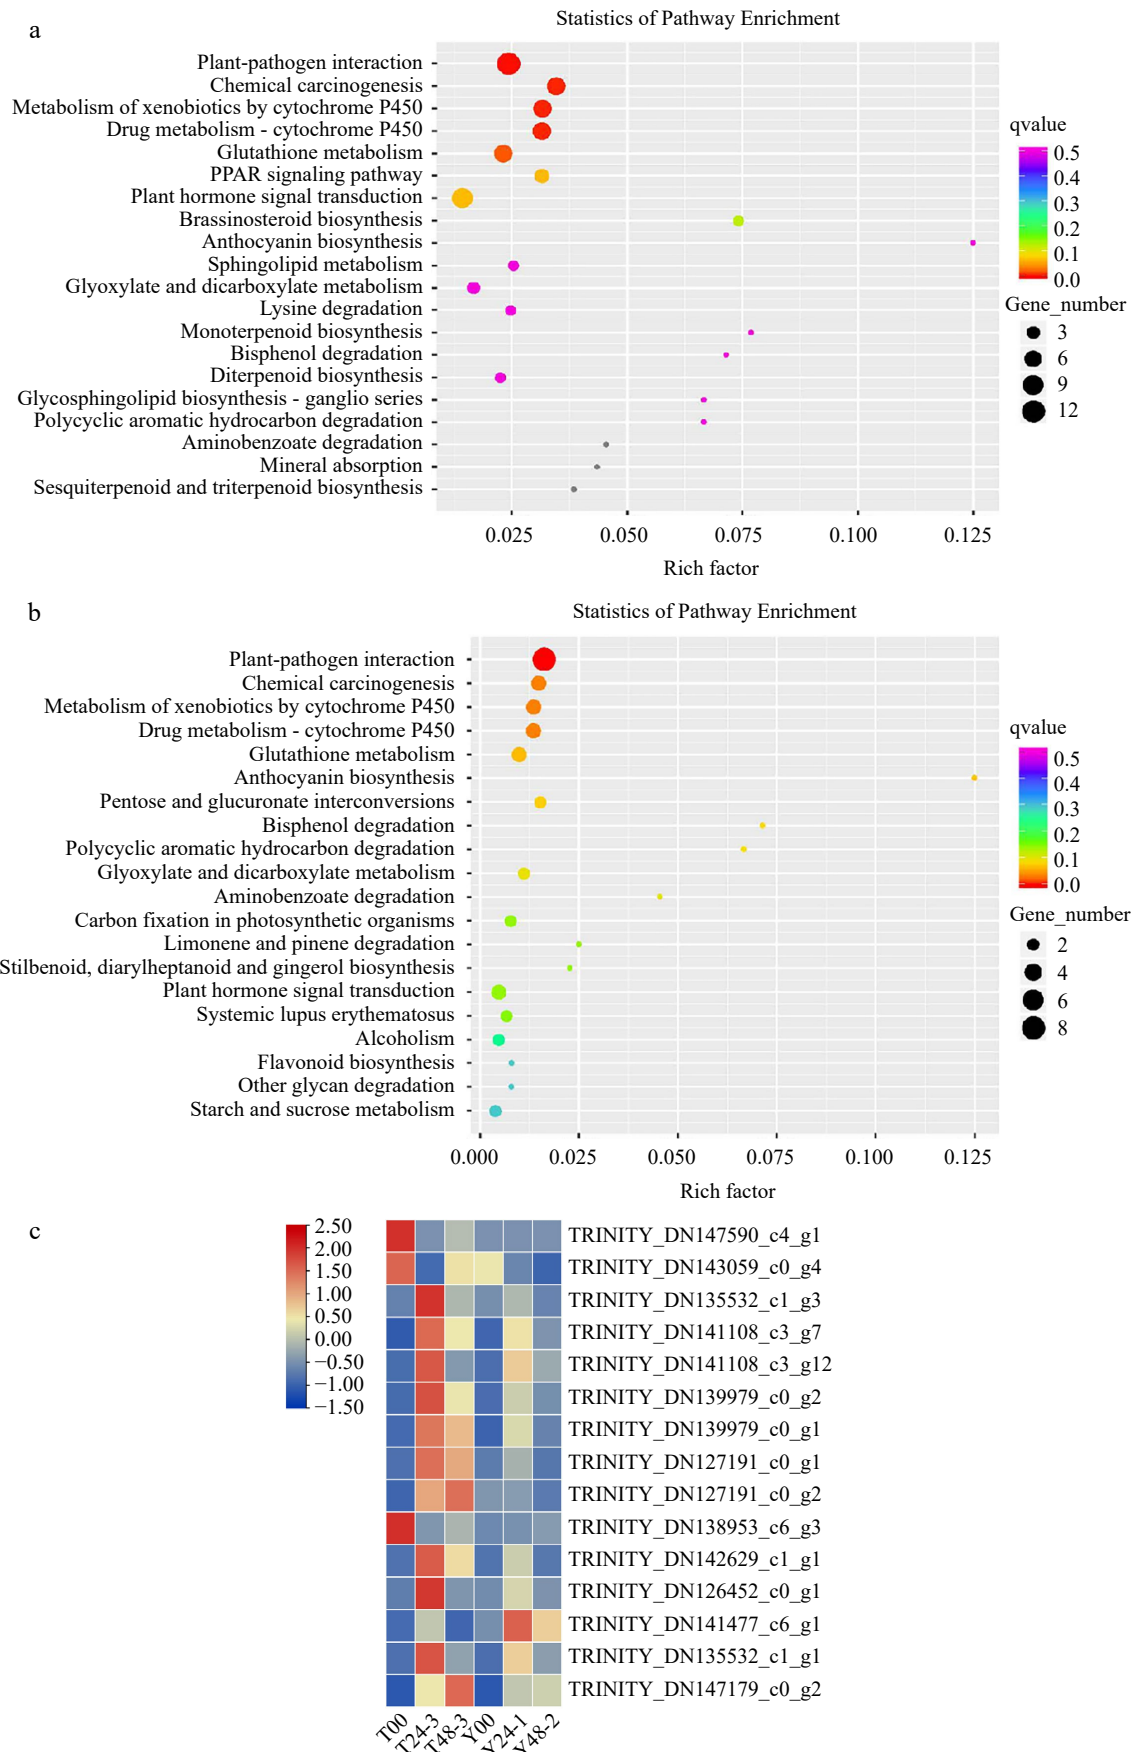 a
Statistics of Pathway Enrichment
Plant-pathogen interaction
Chemical carcinogenesis
Metabolism of xenobiotics by cytochrome P450
Drug metabolism - cytochrome P450
Glutathione metabolism
PPAR signaling pathway
Plant hormone signal transduction
Brassinosteroid biosynthesis
Anthocyanin biosynthesis
Sphingolipid metabolism
Glyoxylate and dicarboxylate metabolism
Lysine degradation
Monoterpenoid biosynthesis
Bisphenol degradation
Diterpenoid biosynthesis
Glycosphingolipid biosynthesis - ganglio series
Polycyclic aromatic hydrocarbon degradation
Aminobenzoate degradation
Mineral absorption
Sesquiterpenoid and triterpenoid biosynthesis
0.025 0.050 0.075 0.100 0.125
Rich factor
qvalue
0.5
0.4
0.3
0.2
0.1
0.0
Gene_number
3
6
9
12
b
Statistics of Pathway Enrichment
Plant-pathogen interaction
Chemical carcinogenesis
Metabolism of xenobiotics by cytochrome P450
Drug metabolism - cytochrome P450
Glutathione metabolism
Anthocyanin biosynthesis
Pentose and glucuronate interconversions
Bisphenol degradation
Polycyclic aromatic hydrocarbon degradation
Glyoxylate and dicarboxylate metabolism
Aminobenzoate degradation
Carbon fixation in photosynthetic organisms
Limonene and pinene degradation
Stilbenoid, diarylheptanoid and gingerol biosynthesis
Plant hormone signal transduction
Systemic lupus erythematosus
Alcoholism
Flavonoid biosynthesis
Other glycan degradation
Starch and sucrose metabolism
0.000 0.025 0.050 0.075 0.100 0.125
Rich factor
qvalue
0.5
0.4
0.3
0.2
0.1
0.0
Gene_number
2
4
6
8
c
2.50
2.00
1.50
1.00
0.50
0.00
−0.50
−1.00
−1.50
TRINITY_DN147590_c4_g1
TRINITY_DN143059_c0_g4
TRINITY_DN135532_c1_g3
TRINITY_DN141108_c3_g7
TRINITY_DN141108_c3_g12
TRINITY_DN139979_c0_g2
TRINITY_DN139979_c0_g1
TRINITY_DN127191_c0_g1
TRINITY_DN127191_c0_g2
TRINITY_DN138953_c6_g3
TRINITY_DN142629_c1_g1
TRINITY_DN126452_c0_g1
TRINITY_DN141477_c6_g1
TRINITY_DN135532_c1_g1
TRINITY_DN147179_c0_g2
T00 T24-3 T48-3 Y00 Y24-1 Y48-2